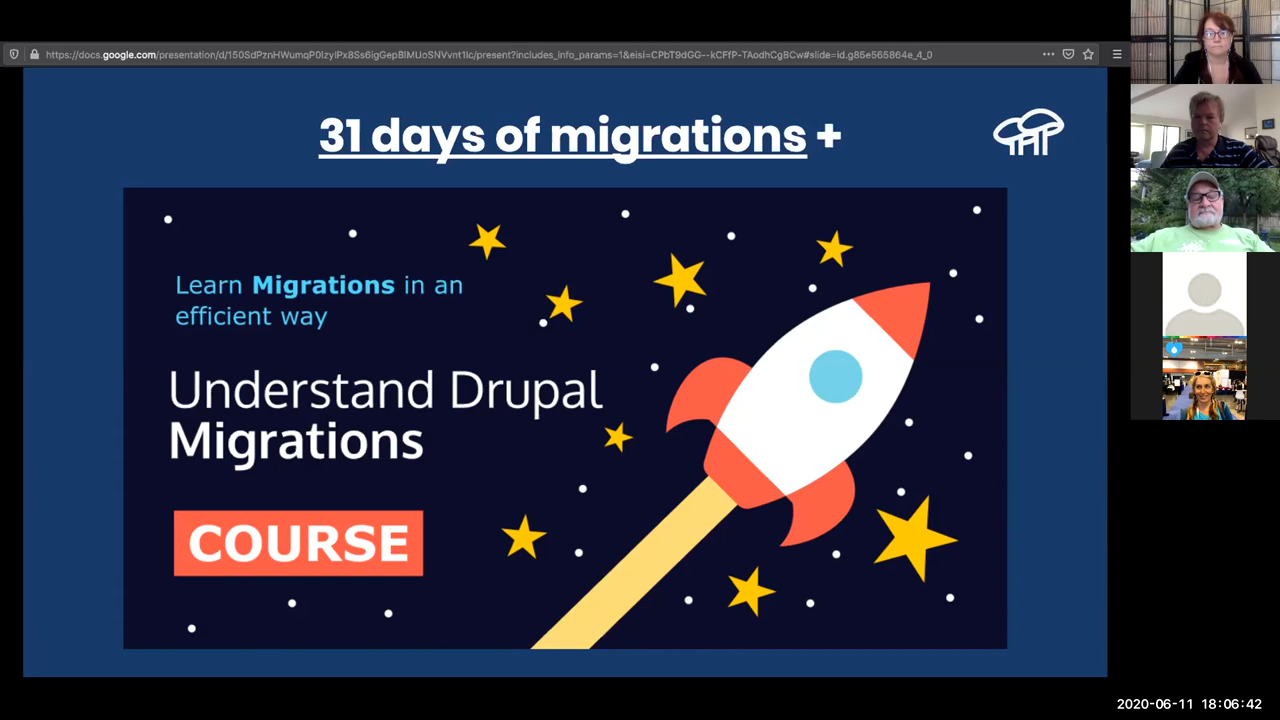 https://docs.google.com/presentation/d/150SdPznHWumqP0IzyIPx8Ss6igGepBlMUoSNVvnt1Ic/present?includes_info_params=1&eisi=CPbT9dGG--kCFfP-TAodhCgBCw#slide=id.g85e565864e_4_0
31 days of migrations +
Learn Migrations in an
efficient way
Understand Drupal
Migrations
COURSE
2020-06-11 18:06:42